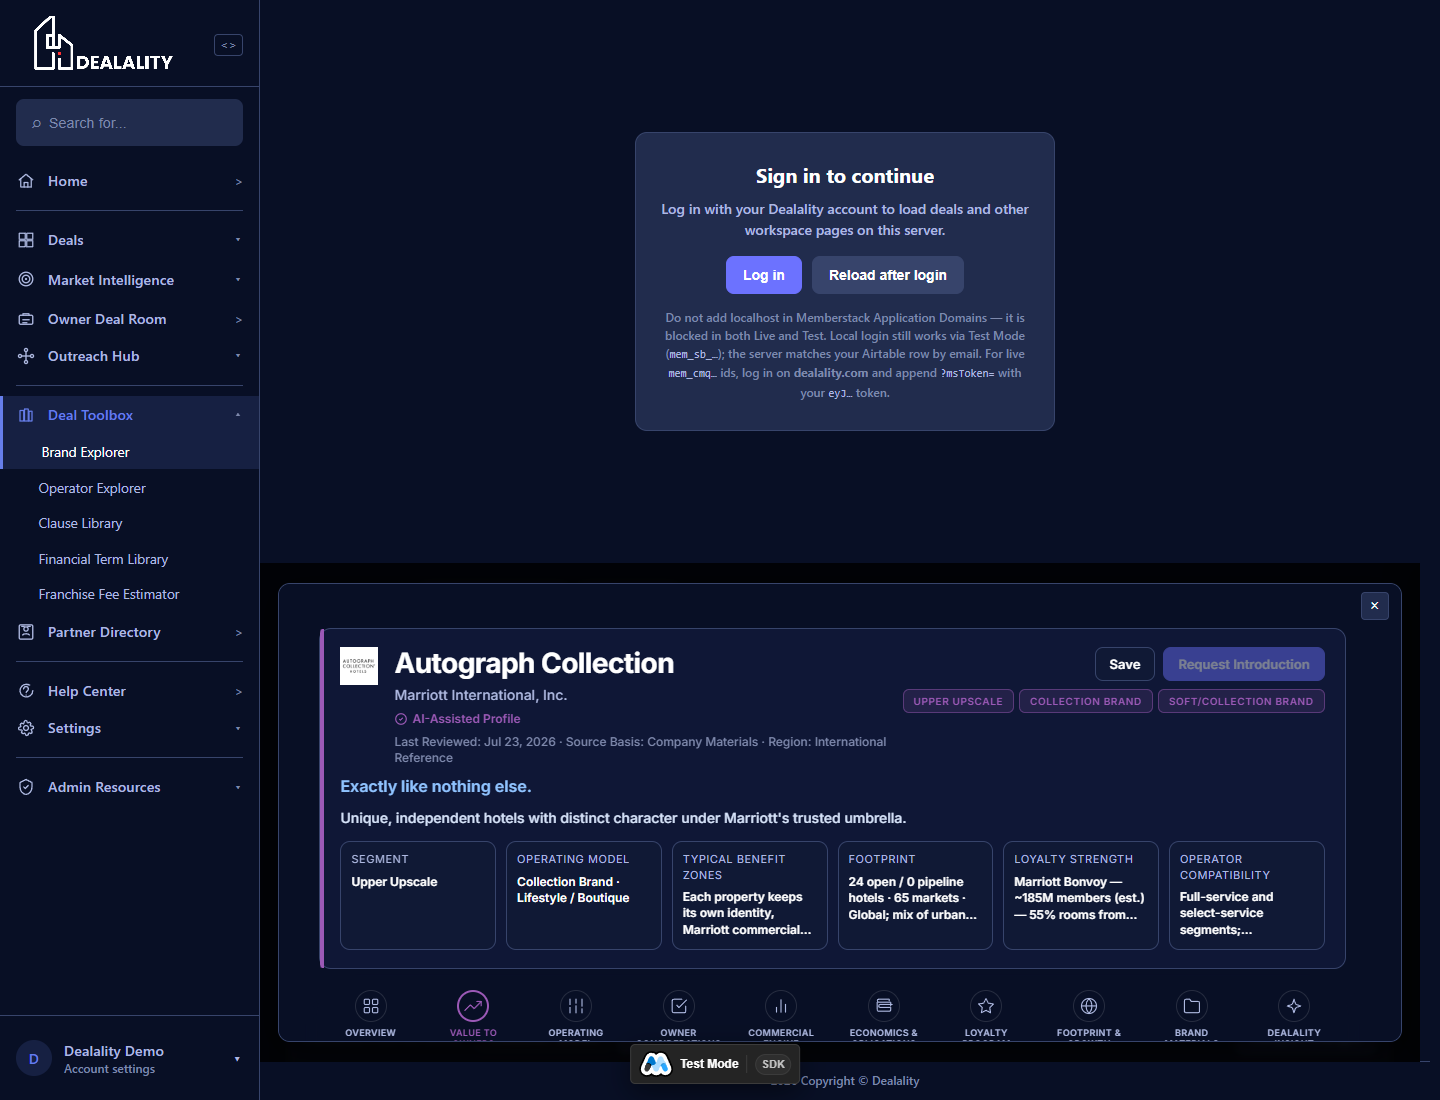 DEALALITY
<>
Search for...
Home
Deals
Market Intelligence
Owner Deal Room
Outreach Hub
Deal Toolbox
Brand Explorer
Operator Explorer
Clause Library
Financial Term Library
Franchise Fee Estimator
Partner Directory
Help Center
Settings
Admin Resources
D
Dealality Demo
Account settings
Sign in to continue
Log in with your Dealality account to load deals and other
workspace pages on this server.
Log in
Reload after login
Do not add localhost in Memberstack Application Domains — it is
blocked in both Live and Test. Local login still works via Test Mode
(mem_sb_…); the server matches your Airtable row by email. For live
mem_cmq… ids, log in on dealality.com and append ?msToken= with
your eyJ… token.
×
AUTOGRAPH
COLLECTION
HOTELS
Autograph Collection
Save
Request Introduction
Marriott International, Inc.
UPPER UPSCALE
COLLECTION BRAND
SOFT/COLLECTION BRAND
AI-Assisted Profile
Last Reviewed: Jul 23, 2026 · Source Basis: Company Materials · Region: International
Reference
Exactly like nothing else.
Unique, independent hotels with distinct character under Marriott's trusted umbrella.
SEGMENT
Upper Upscale
OPERATING MODEL
Collection Brand ·
Lifestyle / Boutique
TYPICAL BENEFIT
ZONES
Each property keeps
its own identity,
Marriott commercial...
FOOTPRINT
24 open / 0 pipeline
hotels · 65 markets ·
Global; mix of urban...
LOYALTY STRENGTH
Marriott Bonvoy —
~185M members (est.)
— 55% rooms from...
OPERATOR
COMPATIBILITY
Full-service and
select-service
segments;...
OVERVIEW
VALUE TO
OPERATING
OWNER
COMMERCIAL
ECONOMICS &
LOYALTY
FOOTPRINT &
BRAND
DEALALITY
Test Mode
SDK
Copyright © Dealality